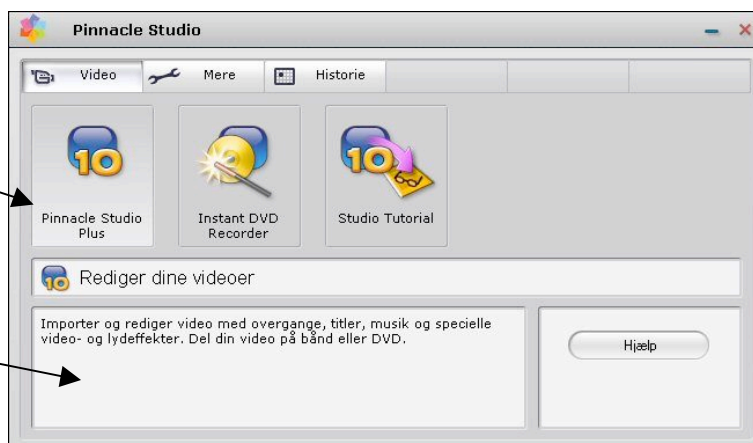 Pinnacle Studio
Video Mere Historie
10 10
Pinnacle Studio Plus
Instant DVD Recorder
Studio Tutorial
10 Rediger dine videoer
Importer og rediger video med overgange, titler, musik og specielle
video- og lydeffekter. Del din video på bånd eller DVD.
Hjælp